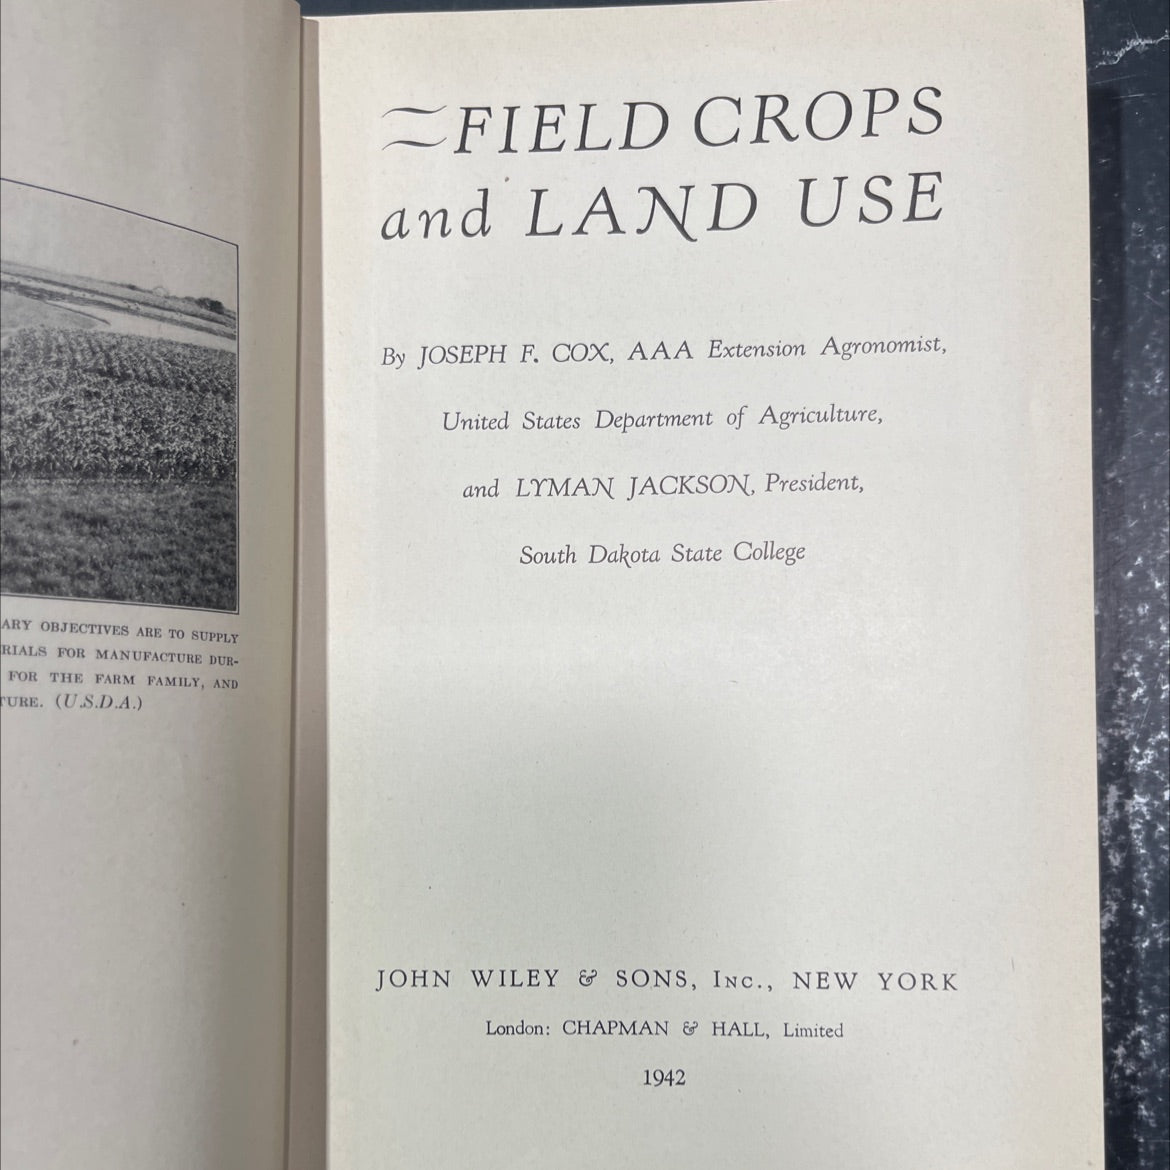 ARY OBJECTIVES ARE TO SUPPLY
RIALS FOR MANUFACTURE DUR-
FOR THE FARM FAMILY, AND
TURE. (U.S.D.A.)
FIELD CROPS
and LAND USE
By JOSEPH F. COX, AAA Extension Agronomist,
United States Department of Agriculture,
and LYMAN JACKSON, President,
South Dakota State College
JOHN WILEY & SONS, INC., NEW YORK
London: CHAPMAN & HALL, Limited
1942